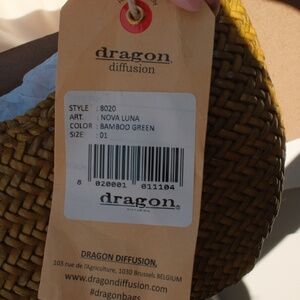 dragon
diffusion
STYLE : 8020
ART. : NOVA LUNA
COLOR : BAMBOO GREEN
SIZE : 01
8 020001 011104
dragon
DRAGON DIFFUSION,
103 rue de l'Agriculture, 1030 Brussels BELGIUM
www.dragondiffusion.com
#dragonbags